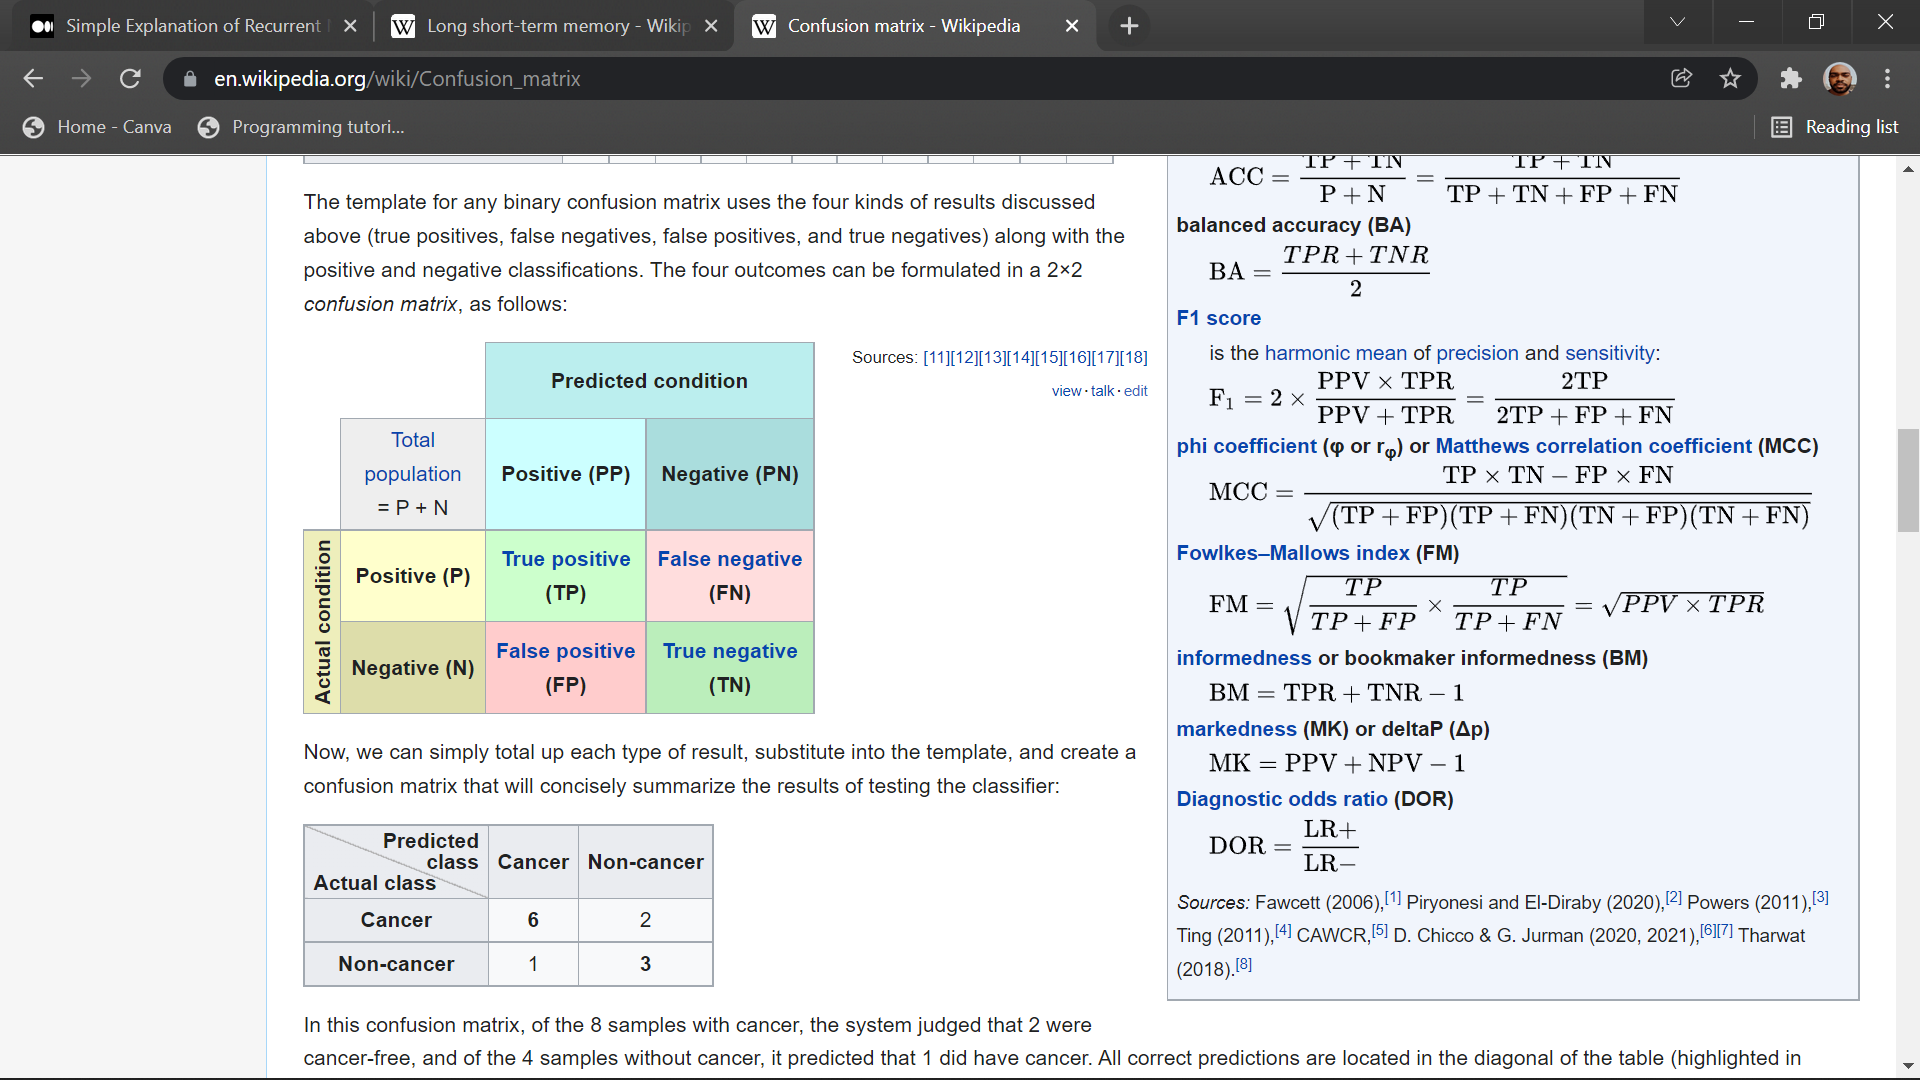 Simple Explanation of Recurrent
Long short-term memory - Wikip
Confusion matrix - Wikipedia
en.wikipedia.org/wiki/Confusion_matrix
Home - Canva
Programming tutori...
Reading list
The template for any binary confusion matrix uses the four kinds of results discussed
above (true positives, false negatives, false positives, and true negatives) along with the
positive and negative classifications. The four outcomes can be formulated in a 2×2
confusion matrix, as follows:
Sources: [11][12][13][14][15][16][17][18]
view · talk · edit
Predicted condition
Total
population
= P + N
Positive (PP)
Negative (PN)
Actual condition
Positive (P)
True positive
(TP)
False negative
(FN)
Negative (N)
False positive
(FP)
True negative
(TN)
Now, we can simply total up each type of result, substitute into the template, and create a
confusion matrix that will concisely summarize the results of testing the classifier:
Predicted
class
Actual class
Cancer
Non-cancer
Cancer 6 2
Non-cancer 1 3
In this confusion matrix, of the 8 samples with cancer, the system judged that 2 were
cancer-free, and of the 4 samples without cancer, it predicted that 1 did have cancer. All correct predictions are located in the diagonal of the table (highlighted in
TP + TN TP + TN
ACC = =
P + N TP + TN + FP + FN
balanced accuracy (BA)
TPR + TNR
BA =
2
F1 score
is the harmonic mean of precision and sensitivity:
PPV × TPR 2TP
F₁ = 2 × =
PPV + TPR 2TP + FP + FN
phi coefficient (φ or rφ) or Matthews correlation coefficient (MCC)
TP × TN − FP × FN
MCC =
√(TP + FP)(TP + FN)(TN + FP)(TN + FN)
Fowlkes–Mallows index (FM)
TP TP
FM = √ × = √PPV × TPR
TP + FP TP + FN
informedness or bookmaker informedness (BM)
BM = TPR + TNR − 1
markedness (MK) or deltaP (Δp)
MK = PPV + NPV − 1
Diagnostic odds ratio (DOR)
LR+
DOR =
LR−
Sources: Fawcett (2006),[1] Piryonesi and El-Diraby (2020),[2] Powers (2011),[3]
Ting (2011),[4] CAWCR,[5] D. Chicco & G. Jurman (2020, 2021),[6][7] Tharwat
(2018).[8]